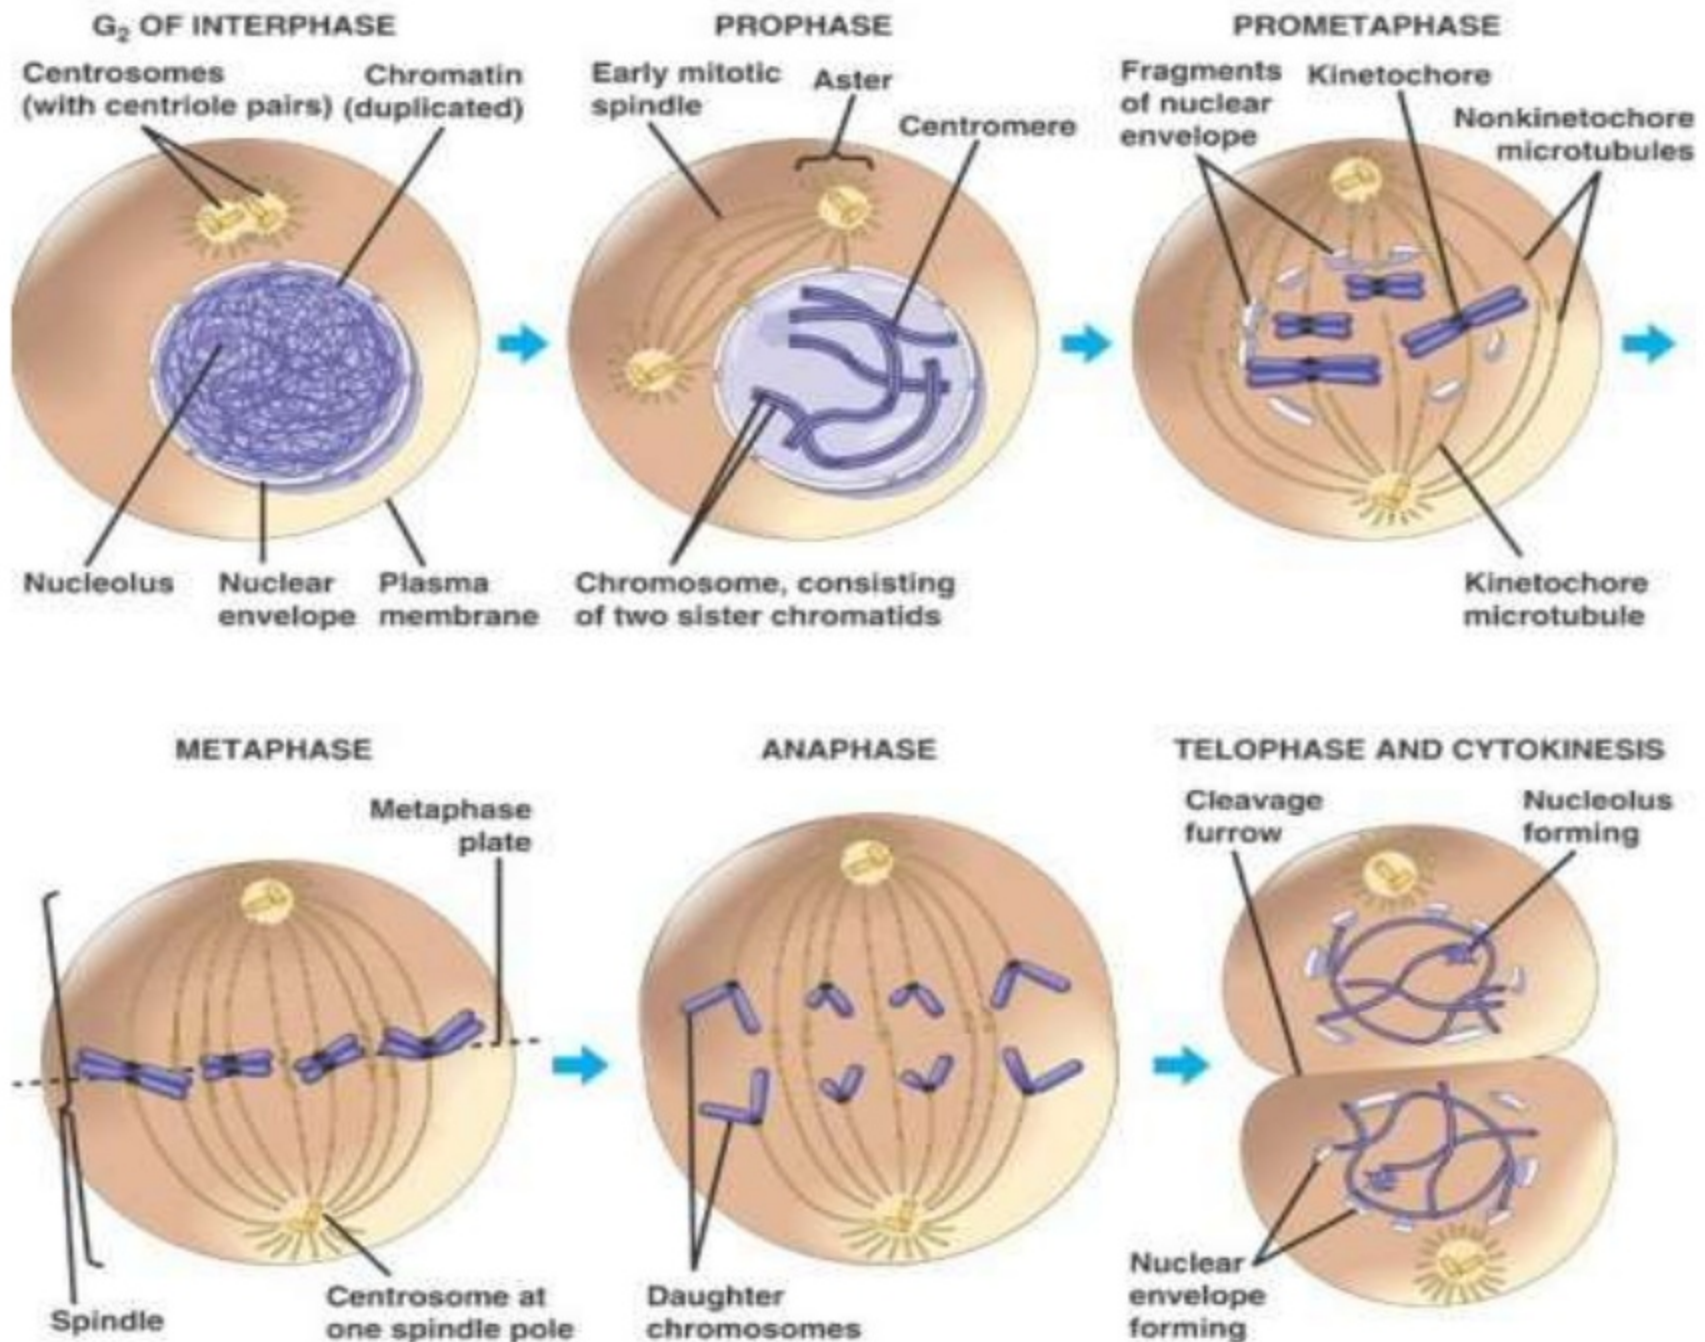 G₂ OF INTERPHASE
Centrosomes
(with centriole pairs)
Chromatin
(duplicated)
Nucleolus
Nuclear
envelope
Plasma
membrane
PROPHASE
Early mitotic
spindle
Aster
Centromere
Chromosome, consisting
of two sister chromatids
PROMETAPHASE
Fragments
of nuclear
envelope
Kinetochore
Nonkinetochore
microtubules
Kinetochore
microtubule
METAPHASE
Metaphase
plate
Spindle
Centrosome at
one spindle pole
ANAPHASE
Daughter
chromosomes
TELOPHASE AND CYTOKINESIS
Cleavage
furrow
Nucleolus
forming
Nuclear
envelope
forming